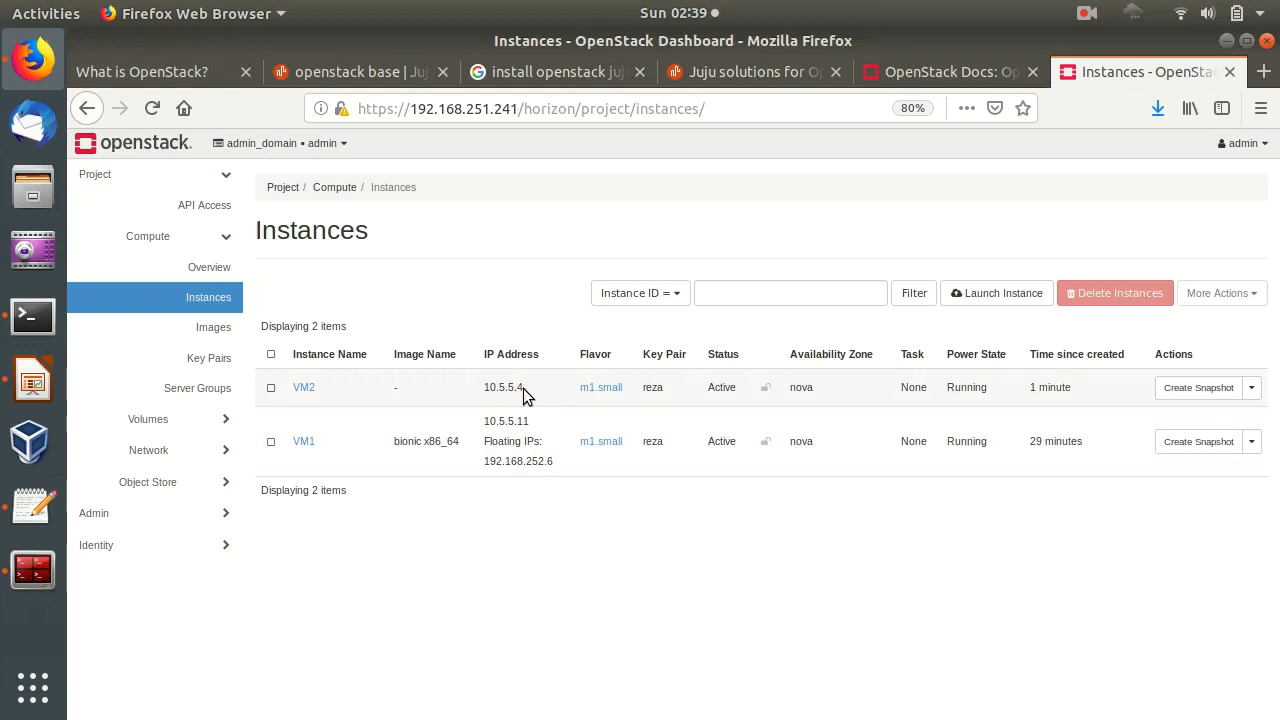 Activities Firefox Web Browser Sun 02:39
Instances - OpenStack Dashboard - Mozilla Firefox
What is OpenStack? openstack base | Juj install openstack juj Juju solutions for O OpenStack Docs: Op Instances - OpenSta
https://192.168.251.241/horizon/project/instances/ 80%
openstack. admin_domain • admin admin
Project
API Access
Compute
Overview
Instances
Images
Key Pairs
Server Groups
Volumes
Network
Object Store
Admin
Identity
Project / Compute / Instances
Instances
Instance ID = Filter Launch Instance Delete Instances More Actions
Displaying 2 items
Instance Name Image Name IP Address Flavor Key Pair Status Availability Zone Task Power State Time since created Actions
VM2 - 10.5.5.4 m1.small reza Active nova None Running 1 minute Create Snapshot
10.5.5.11
VM1 bionic x86_64 Floating IPs: m1.small reza Active nova None Running 29 minutes Create Snapshot
192.168.252.6
Displaying 2 items